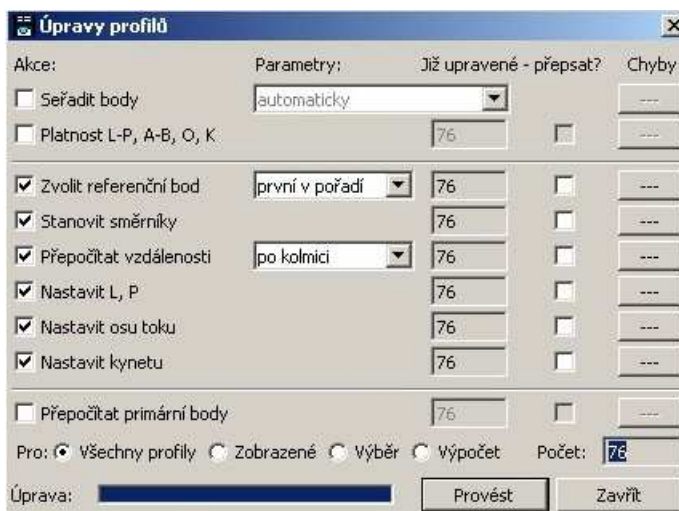 Úpravy profilů
Akce: Parametry: Již upravené - přepsat? Chyby
Seřadit body automaticky ---
Platnost L-P, A-B, O, K 76 ---
Zvolit referenční bod první v pořadí 76 ---
Stanovit směrníky 76 ---
Přepočítat vzdálenosti po kolmici 76 ---
Nastavit L, P 76 ---
Nastavit osu toku 76 ---
Nastavit kynetu 76 ---
Přepočítat primární body 76 ---
Pro: Všechny profily Zobrazené Výběr Výpočet Počet: 76
Úprava: Provést Zavřít